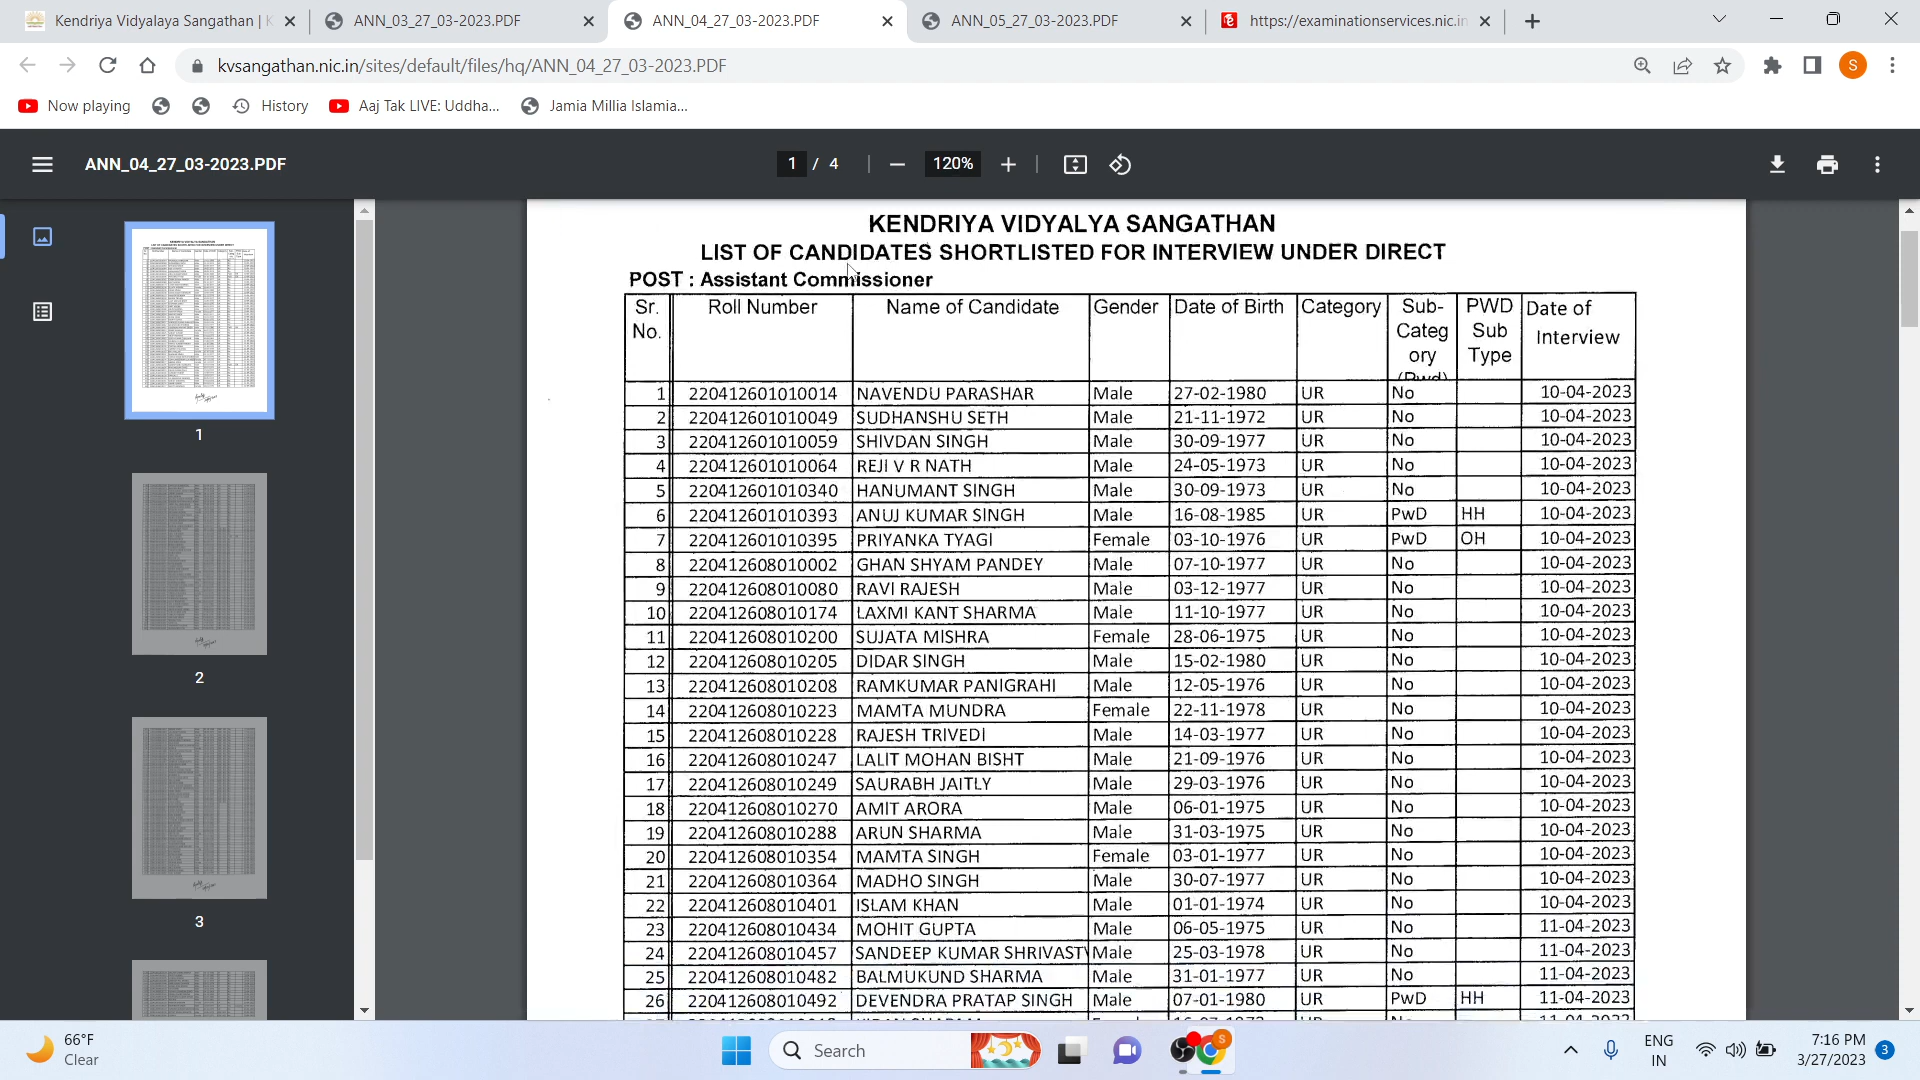 Kendriya Vidyalaya Sangathan | K
ANN_03_27_03-2023.PDF
ANN_04_27_03-2023.PDF
ANN_05_27_03-2023.PDF
https://examinationservices.nic.in
kvsangathan.nic.in/sites/default/files/hq/ANN_04_27_03-2023.PDF
S
Now playing
History
Aaj Tak LIVE: Uddha...
Jamia Millia Islamia...
ANN_04_27_03-2023.PDF
1 / 4
120%
1
2
3
KENDRIYA VIDYALYA SANGATHAN
LIST OF CANDIDATES SHORTLISTED FOR INTERVIEW UNDER DIRECT
POST : Assistant Commissioner
Sr. No. Roll Number Name of Candidate Gender Date of Birth Category Sub-Category (Pwd) PWD Sub Type Date of Interview
1 220412601010014 NAVENDU PARASHAR Male 27-02-1980 UR No 10-04-2023
2 220412601010049 SUDHANSHU SETH Male 21-11-1972 UR No 10-04-2023
3 220412601010059 SHIVDAN SINGH Male 30-09-1977 UR No 10-04-2023
4 220412601010064 REJI V R NATH Male 24-05-1973 UR No 10-04-2023
5 220412601010340 HANUMANT SINGH Male 30-09-1973 UR No 10-04-2023
6 220412601010393 ANUJ KUMAR SINGH Male 16-08-1985 UR PwD HH 10-04-2023
7 220412601010395 PRIYANKA TYAGI Female 03-10-1976 UR PwD OH 10-04-2023
8 220412608010002 GHAN SHYAM PANDEY Male 07-10-1977 UR No 10-04-2023
9 220412608010080 RAVI RAJESH Male 03-12-1977 UR No 10-04-2023
10 220412608010174 LAXMI KANT SHARMA Male 11-10-1977 UR No 10-04-2023
11 220412608010200 SUJATA MISHRA Female 28-06-1975 UR No 10-04-2023
12 220412608010205 DIDAR SINGH Male 15-02-1980 UR No 10-04-2023
13 220412608010208 RAMKUMAR PANIGRAHI Male 12-05-1976 UR No 10-04-2023
14 220412608010223 MAMTA MUNDRA Female 22-11-1978 UR No 10-04-2023
15 220412608010228 RAJESH TRIVEDI Male 14-03-1977 UR No 10-04-2023
16 220412608010247 LALIT MOHAN BISHT Male 21-09-1976 UR No 10-04-2023
17 220412608010249 SAURABH JAITLY Male 29-03-1976 UR No 10-04-2023
18 220412608010270 AMIT ARORA Male 06-01-1975 UR No 10-04-2023
19 220412608010288 ARUN SHARMA Male 31-03-1975 UR No 10-04-2023
20 220412608010354 MAMTA SINGH Female 03-01-1977 UR No 10-04-2023
21 220412608010364 MADHO SINGH Male 30-07-1977 UR No 10-04-2023
22 220412608010401 ISLAM KHAN Male 01-01-1974 UR No 10-04-2023
23 220412608010434 MOHIT GUPTA Male 06-05-1975 UR No 11-04-2023
24 220412608010457 SANDEEP KUMAR SHRIVASTV Male 25-03-1978 UR No 11-04-2023
25 220412608010482 BALMUKUND SHARMA Male 31-01-1977 UR No 11-04-2023
26 220412608010492 DEVENDRA PRATAP SINGH Male 07-01-1980 UR PwD HH 11-04-2023
66°F
Clear
Search
S
ENG
IN
7:16 PM
3/27/2023
3